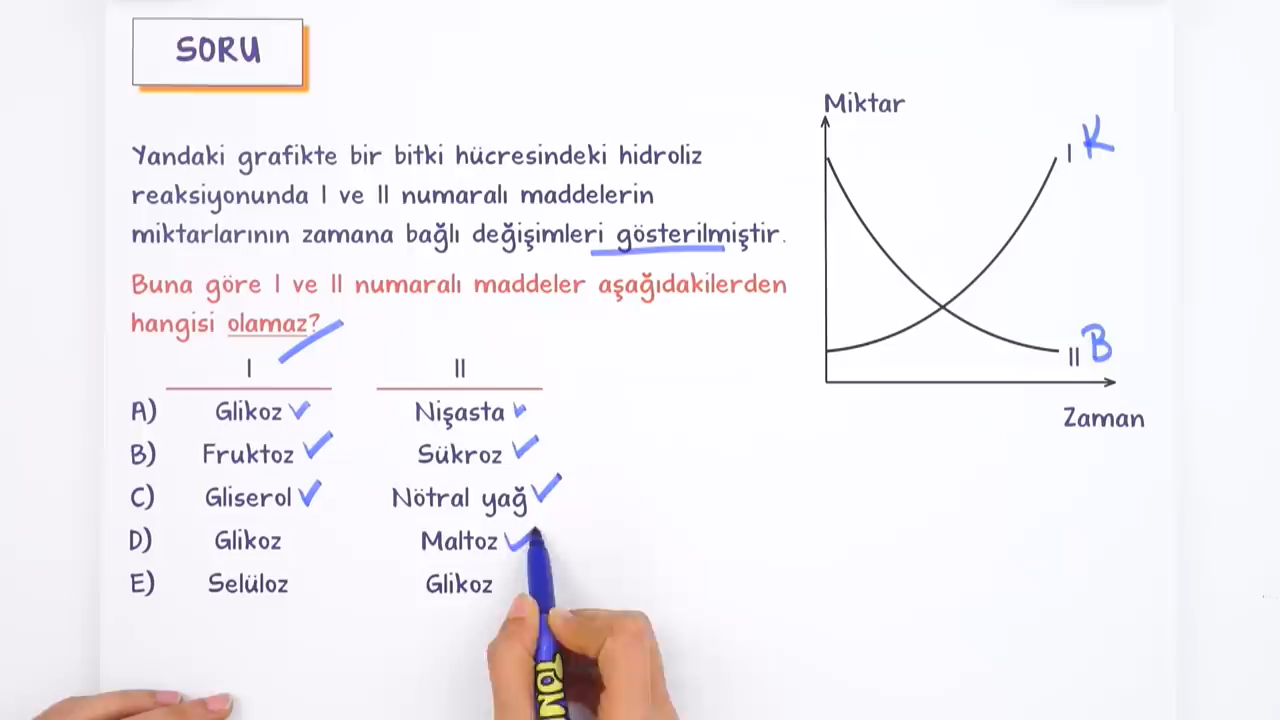 SORU
Yandaki grafikte bir bitki hücresindeki hidroliz
reaksiyonunda I ve II numaralı maddelerin
miktarlarının zamana bağlı değişimleri gösterilmiştir.
Buna göre I ve II numaralı maddeler aşağıdakilerden
hangisi olamaz?
I II
A) Glikoz Nişasta
B) Fruktoz Sükroz
C) Gliserol Nötral yağ
D) Glikoz Maltoz
E) Selüloz Glikoz
Miktar
I K
II B
Zaman
TOM